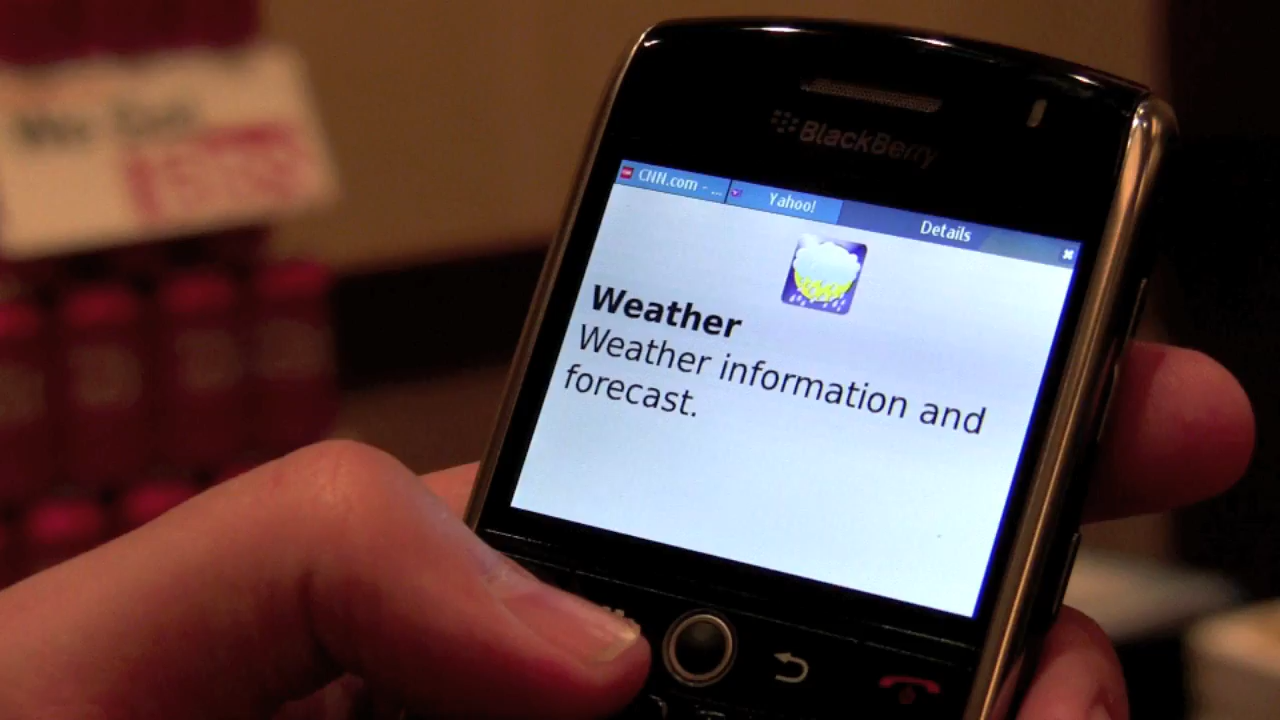 BlackBerry
CNN.com - ...
Yahoo!
Details
Weather
Weather information and
forecast.